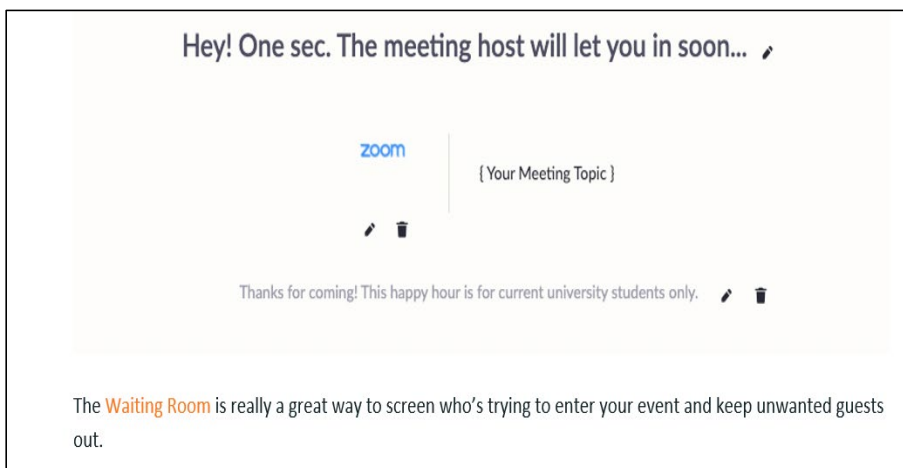 Hey! One sec. The meeting host will let you in soon...
zoom
{ Your Meeting Topic }
Thanks for coming! This happy hour is for current university students only.
The Waiting Room is really a great way to screen who's trying to enter your event and keep unwanted guests
out.